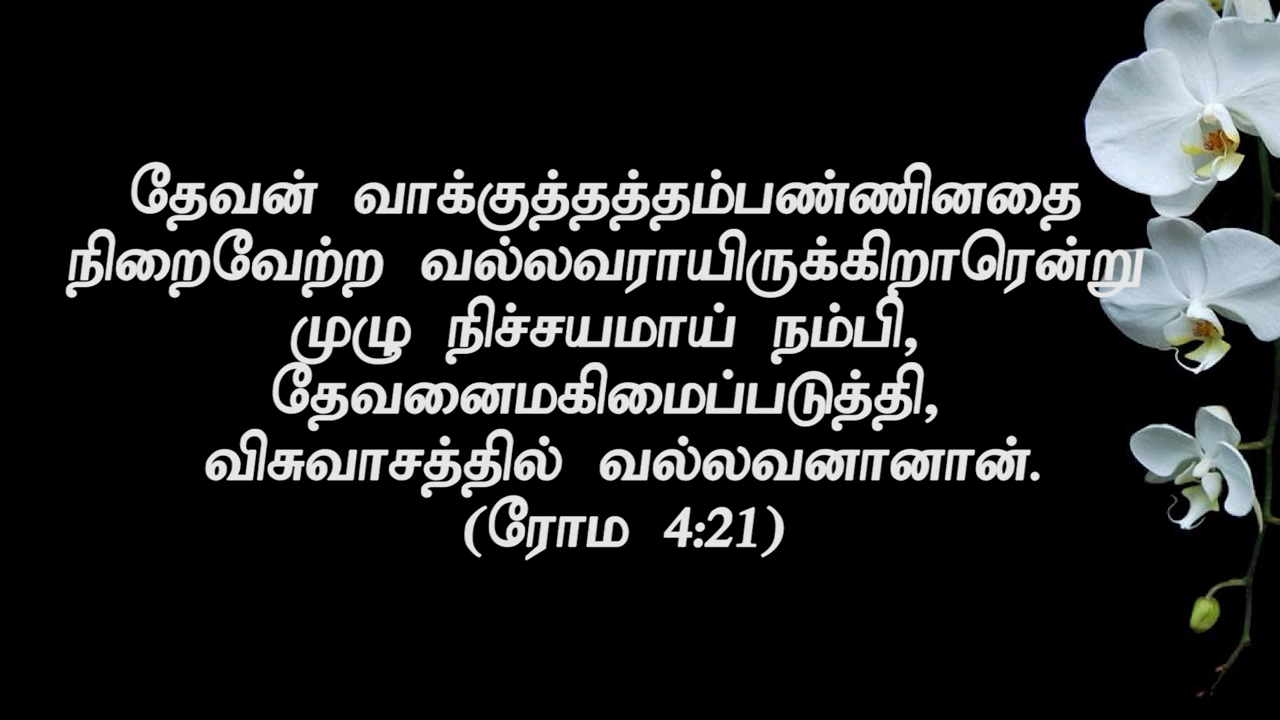 தேவன் வாக்குத்தத்தம்பண்ணினதை
நிறைவேற்ற வல்லவராயிருக்கிறாரென்று
முழு நிச்சயமாய் நம்பி,
தேவனைமகிமைப்படுத்தி,
விசுவாசத்தில் வல்லவனானான்.
(ரோம 4:21)